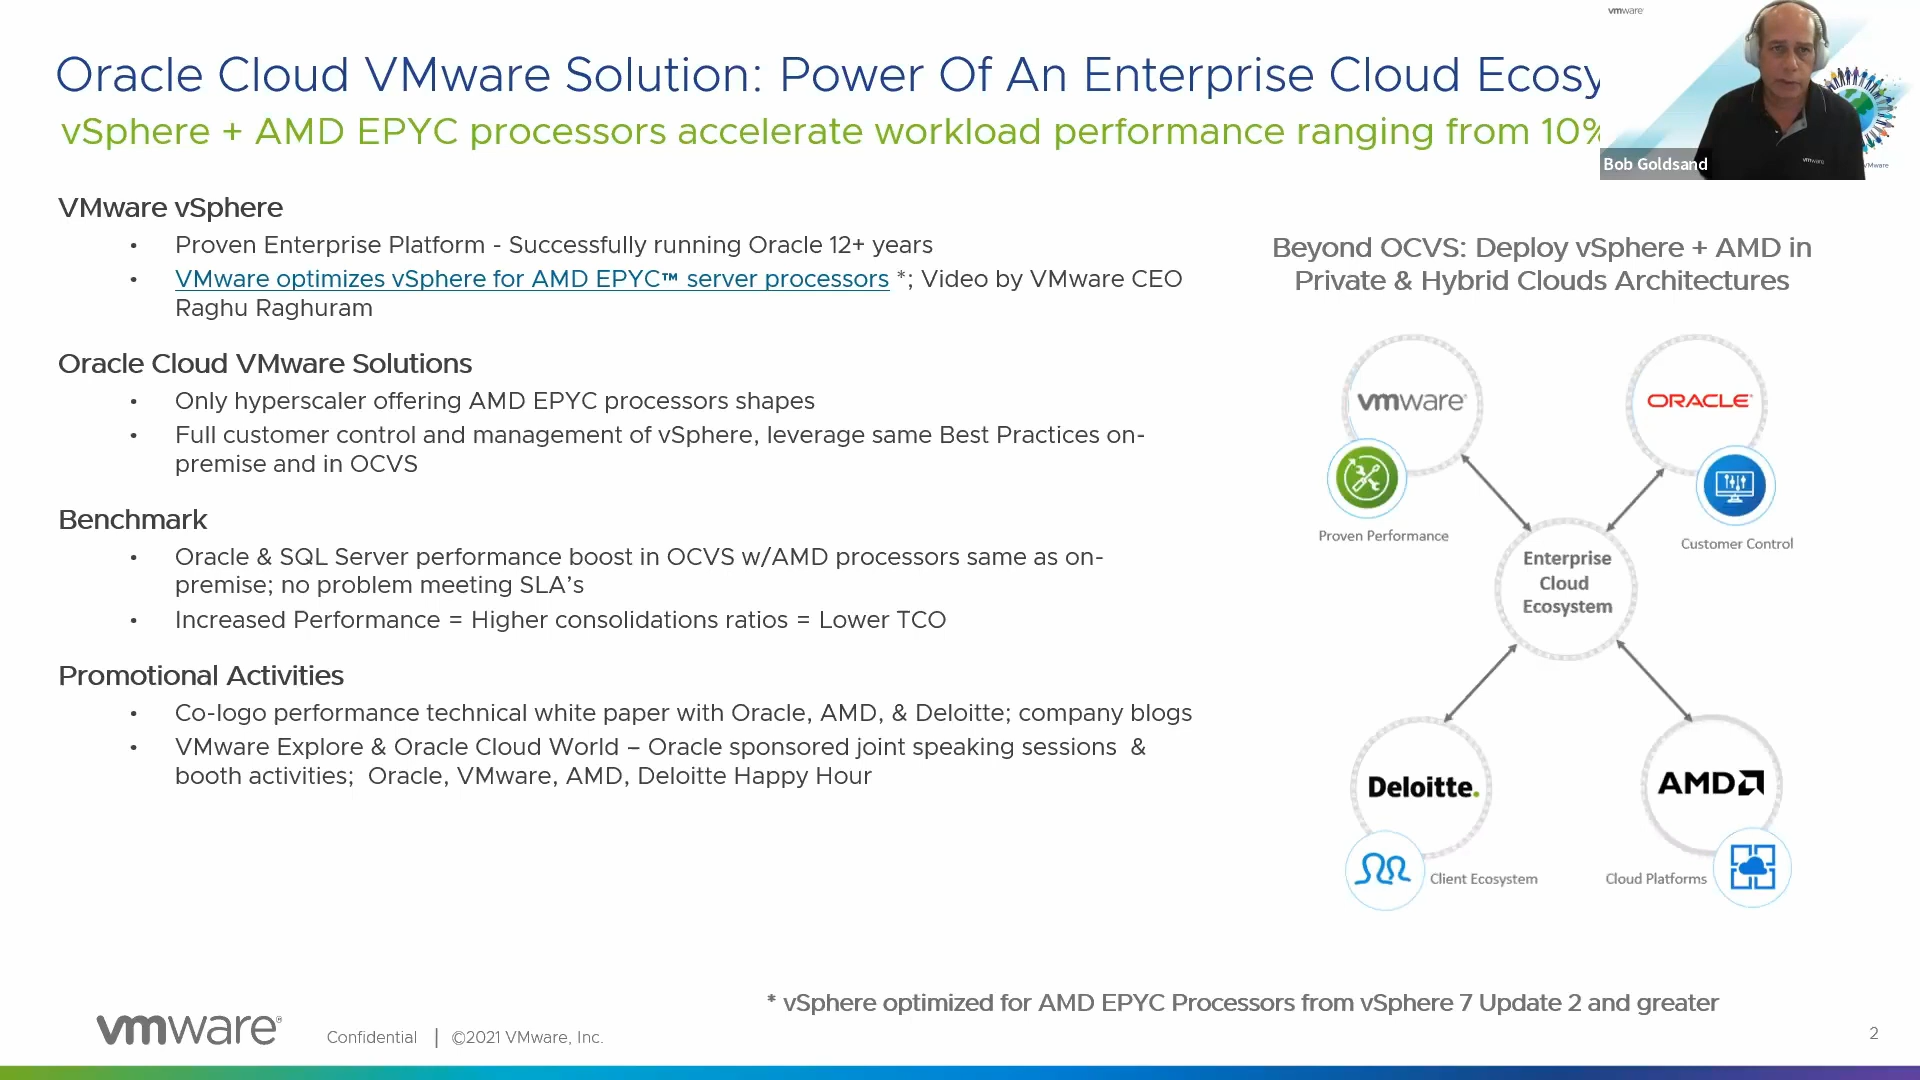 vmware
Oracle Cloud VMware Solution: Power Of An Enterprise Cloud Ecosy
vSphere + AMD EPYC processors accelerate workload performance ranging from 10%
Bob Goldsand
vmware
VMware
VMware vSphere
• Proven Enterprise Platform - Successfully running Oracle 12+ years
• VMware optimizes vSphere for AMD EPYC™ server processors *; Video by VMware CEO
Raghu Raghuram
Oracle Cloud VMware Solutions
• Only hyperscaler offering AMD EPYC processors shapes
• Full customer control and management of vSphere, leverage same Best Practices on-
premise and in OCVS
Benchmark
• Oracle & SQL Server performance boost in OCVS w/AMD processors same as on-
premise; no problem meeting SLA's
• Increased Performance = Higher consolidations ratios = Lower TCO
Promotional Activities
• Co-logo performance technical white paper with Oracle, AMD, & Deloitte; company blogs
• VMware Explore & Oracle Cloud World – Oracle sponsored joint speaking sessions &
booth activities; Oracle, VMware, AMD, Deloitte Happy Hour
Beyond OCVS: Deploy vSphere + AMD in
Private & Hybrid Clouds Architectures
vmware®
ORACLE®
Proven Performance
Customer Control
Enterprise
Cloud
Ecosystem
Deloitte.
AMD
Client Ecosystem
Cloud Platforms
* vSphere optimized for AMD EPYC Processors from vSphere 7 Update 2 and greater
vmware®
Confidential | ©2021 VMware, Inc.
2